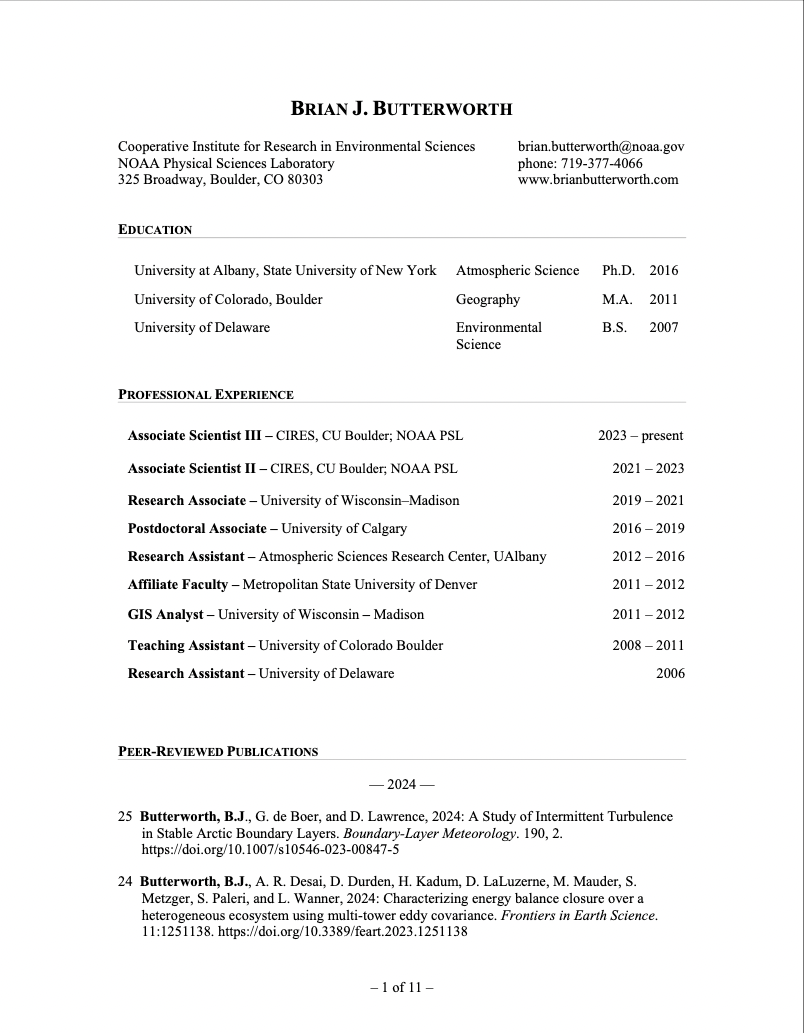 BRIAN J. BUTTERWORTH
Cooperative Institute for Research in Environmental Sciences brian.butterworth@noaa.gov
NOAA Physical Sciences Laboratory phone: 719-377-4066
325 Broadway, Boulder, CO 80303 www.brianbutterworth.com
EDUCATION
University at Albany, State University of New York Atmospheric Science Ph.D. 2016
University of Colorado, Boulder Geography M.A. 2011
University of Delaware Environmental B.S. 2007
Science
PROFESSIONAL EXPERIENCE
Associate Scientist III – CIRES, CU Boulder; NOAA PSL 2023 – present
Associate Scientist II – CIRES, CU Boulder; NOAA PSL 2021 – 2023
Research Associate – University of Wisconsin–Madison 2019 – 2021
Postdoctoral Associate – University of Calgary 2016 – 2019
Research Assistant – Atmospheric Sciences Research Center, UAlbany 2012 – 2016
Affiliate Faculty – Metropolitan State University of Denver 2011 – 2012
GIS Analyst – University of Wisconsin – Madison 2011 – 2012
Teaching Assistant – University of Colorado Boulder 2008 – 2011
Research Assistant – University of Delaware 2006
PEER-REVIEWED PUBLICATIONS
— 2024 —
25 Butterworth, B.J., G. de Boer, and D. Lawrence, 2024: A Study of Intermittent Turbulence
in Stable Arctic Boundary Layers. Boundary-Layer Meteorology. 190, 2.
https://doi.org/10.1007/s10546-023-00847-5
24 Butterworth, B.J., A. R. Desai, D. Durden, H. Kadum, D. LaLuzerne, M. Mauder, S.
Metzger, S. Paleri, and L. Wanner, 2024: Characterizing energy balance closure over a
heterogeneous ecosystem using multi-tower eddy covariance. Frontiers in Earth Science.
11:1251138. https://doi.org/10.3389/feart.2023.1251138
– 1 of 11 –